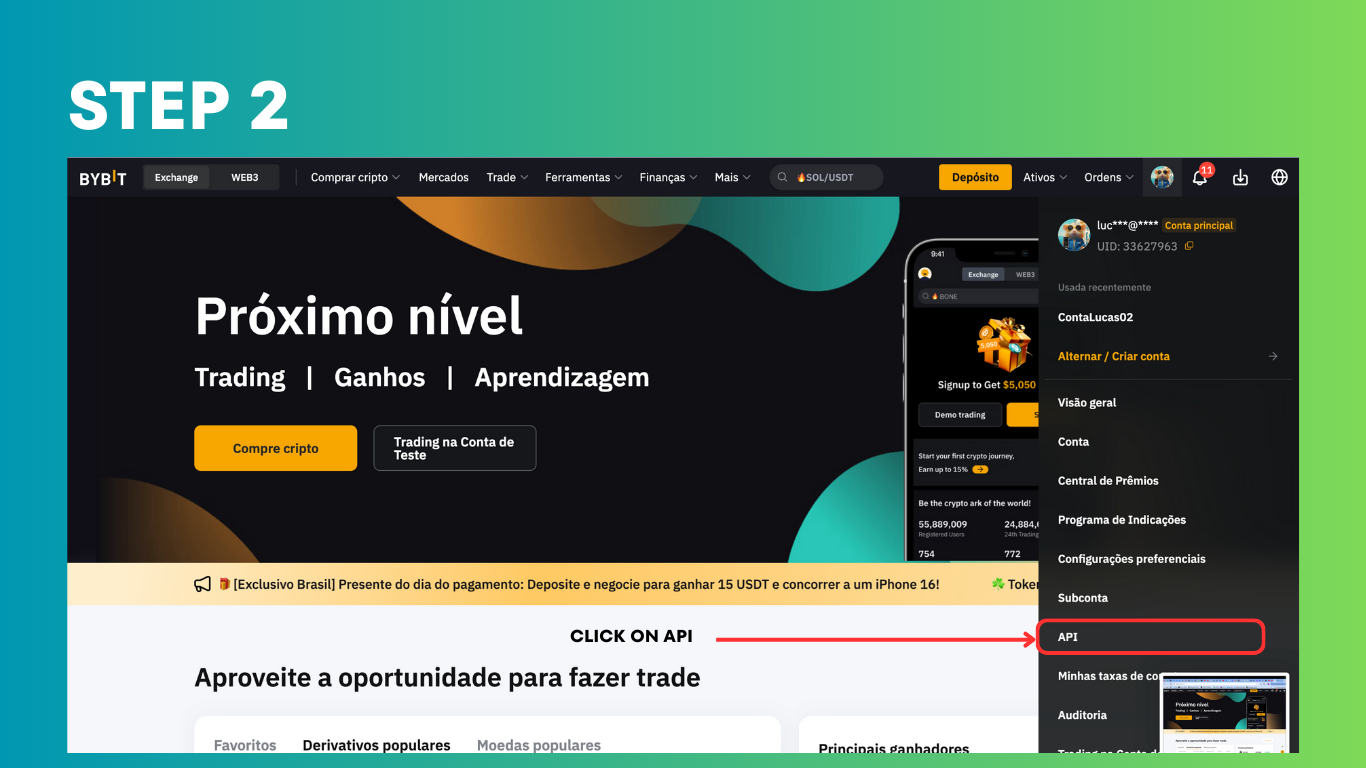 STEP 2
BYBIT
Exchange
WEB3
Comprar cripto
Mercados
Trade
Ferramentas
Finanças
Mais
SOL/USDT
Depósito
Ativos
Ordens
11
luc***@****
Conta principal
UID: 33627963
Usada recentemente
ContaLucas02
Alternar / Criar conta
Visão geral
Conta
Central de Prêmios
Programa de Indicações
Configurações preferenciais
Subconta
API
Minhas taxas de co
Auditoria
Próximo nível
Trading | Ganhos | Aprendizagem
Compre cripto
Trading na Conta de
Teste
9:41
Exchange
WEB3
BONE
5,050
Signup to Get $5,050
Demo trading
Start your first crypto journey,
Earn up to 15%
Be the crypto ark of the world!
55,889,009
24,884,
Registered Users
24th Trading
754
772
[Exclusivo Brasil] Presente do dia do pagamento: Deposite e negocie para ganhar 15 USDT e concorrer a um iPhone 16!
Token
CLICK ON API
Aproveite a oportunidade para fazer trade
Favoritos
Derivativos populares
Moedas populares
Principais ganhadores
Próximo nível